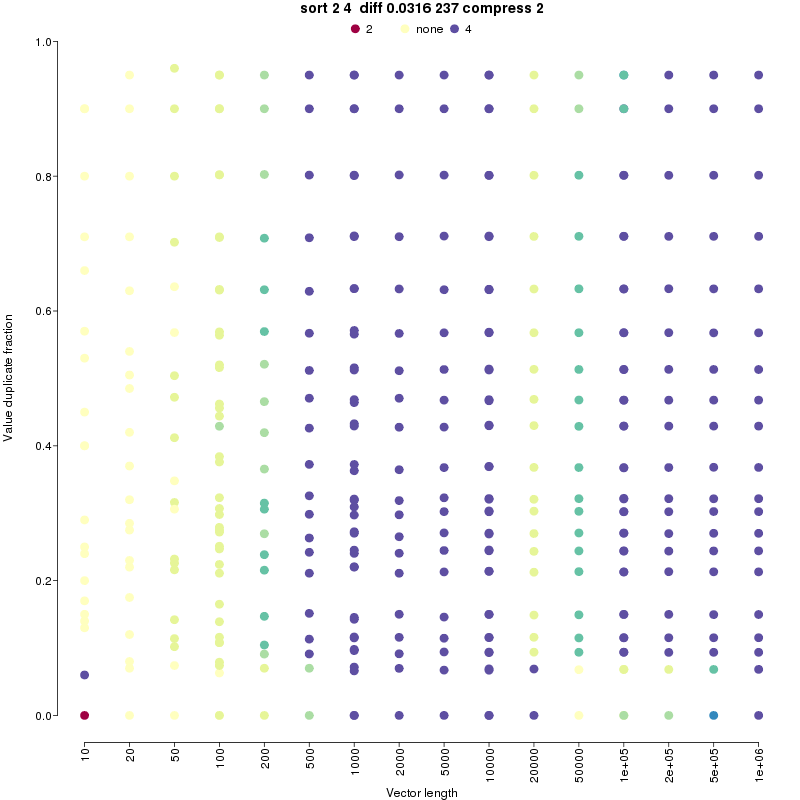 sort 2 4  diff 0.0316 237 compress 2
2 none 4
1.0
0.8
0.6
0.4
0.2
0.0
Value duplicate fraction
10 20 50 100 200 500 1000 2000 5000 10000 20000 50000 1e+05 2e+05 5e+05 1e+06
Vector length